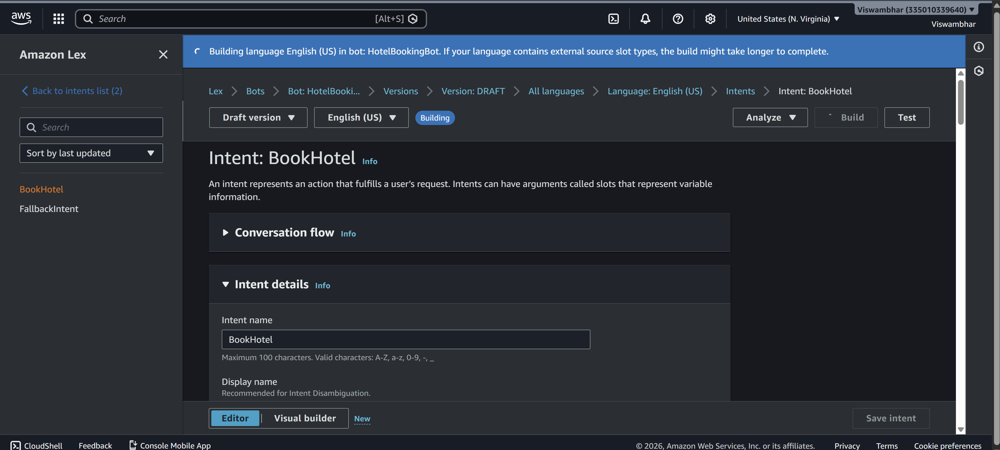 aws
Search
[Alt+S]
United States (N. Virginia)
Viswambhar (335010339640)
Viswambhar
Amazon Lex
Back to intents list (2)
Search
Sort by last updated
BookHotel
FallbackIntent
Building language English (US) in bot: HotelBookingBot. If your language contains external source slot types, the build might take longer to complete.
Lex Bots Bot: HotelBooki... Versions Version: DRAFT All languages Language: English (US) Intents Intent: BookHotel
Draft version English (US) Building Analyze Build Test
Intent: BookHotel Info
An intent represents an action that fulfills a user’s request. Intents can have arguments called slots that represent variable
information.
Conversation flow Info
Intent details Info
Intent name
BookHotel
Maximum 100 characters. Valid characters: A-Z, a-z, 0-9, -, _
Display name
Recommended for Intent Disambiguation.
Editor | Visual builder New Save intent
CloudShell Feedback Console Mobile App © 2026, Amazon Web Services, Inc. or its affiliates. Privacy Terms Cookie preferences